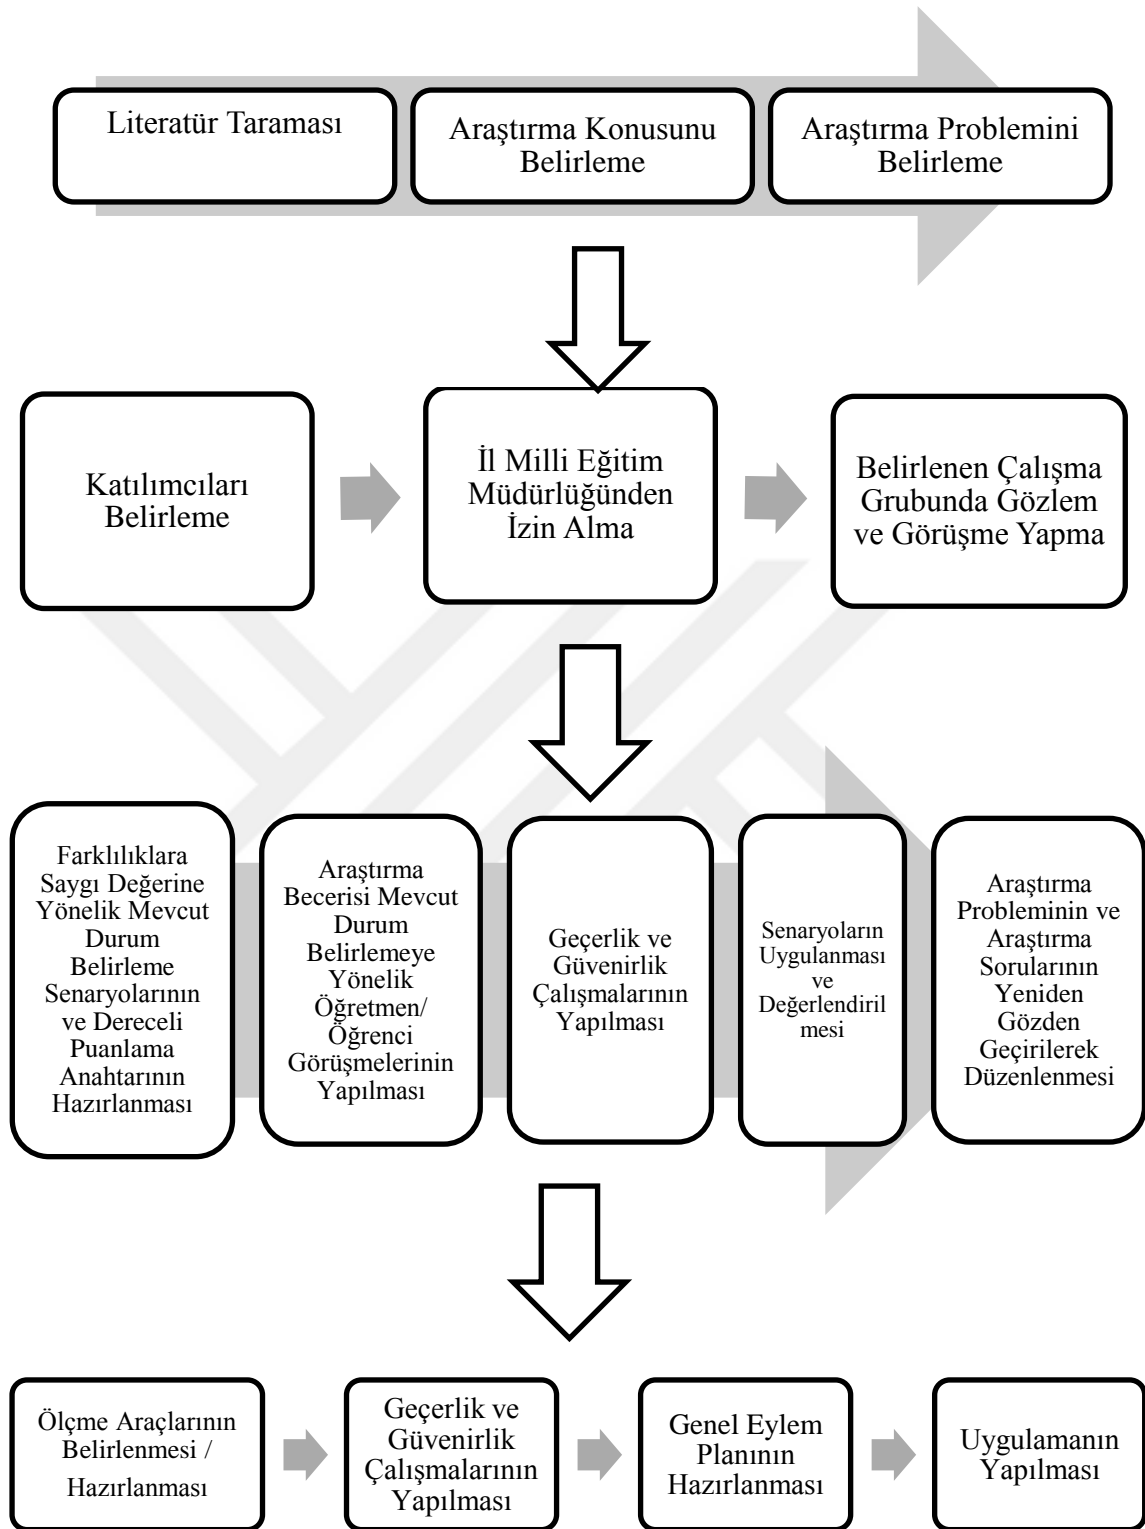 Literatür Taraması
Araştırma Konusunu
Belirleme
Araştırma Problemini
Belirleme
Katılımcıları
Belirleme
İl Milli Eğitim
Müdürlüğünden
İzin Alma
Belirlenen Çalışma
Grubunda Gözlem
ve Görüşme Yapma
Farklılıklara
Saygı Değerine
Yönelik Mevcut
Durum
Belirleme
Senaryolarının
ve Dereceli
Puanlama
Anahtarının
Hazırlanması
Araştırma
Becerisi Mevcut
Durum
Belirlemeye
Yönelik
Öğretmen/
Öğrenci
Görüşmelerinin
Yapılması
Geçerlik ve
Güvenirlik
Çalışmalarının
Yapılması
Senaryoların
Uygulanması
ve
Değerlendiril
mesi
Araştırma
Probleminin ve
Araştırma
Sorularının
Yeniden
Gözden
Geçirilerek
Düzenlenmesi
Ölçme Araçlarının
Belirlenmesi /
Hazırlanması
Geçerlik ve
Güvenirlik
Çalışmalarının
Yapılması
Genel Eylem
Planının
Hazırlanması
Uygulamanın
Yapılması